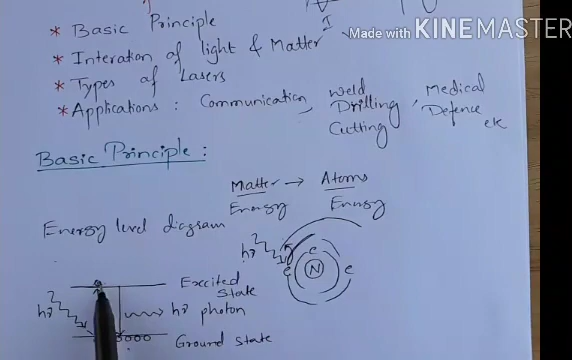 * Basic Principle
Made with KINEMASTER
* Interation of light & Matter
* Types of Lasers
* Applications : Communication, Weld Drilling Cutting, Medical Defence etc
Basic Principle :
Matter → Atoms
Energy Energy
Energy level diagram
hν
e
e N e
Excited State
hν hν photon
Ground state